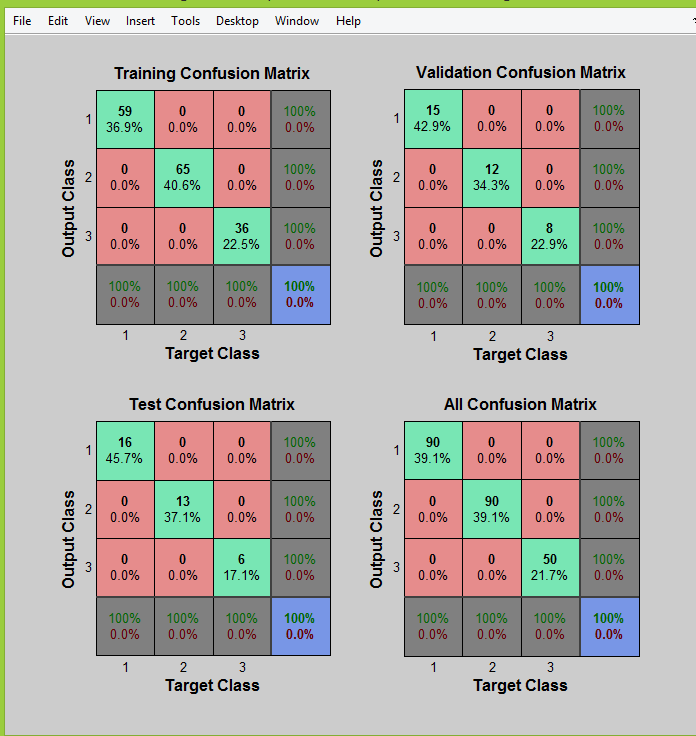 File Edit View Insert Tools Desktop Window Help
Training Confusion Matrix
Output Class
1 59 0 0 100%
36.9% 0.0% 0.0% 0.0%
2 0 65 0 100%
0.0% 40.6% 0.0% 0.0%
3 0 0 36 100%
0.0% 0.0% 22.5% 0.0%
100% 100% 100% 100%
0.0% 0.0% 0.0% 0.0%
1 2 3
Target Class
Validation Confusion Matrix
Output Class
1 15 0 0 100%
42.9% 0.0% 0.0% 0.0%
2 0 12 0 100%
0.0% 34.3% 0.0% 0.0%
3 0 0 8 100%
0.0% 0.0% 22.9% 0.0%
100% 100% 100% 100%
0.0% 0.0% 0.0% 0.0%
1 2 3
Target Class
Test Confusion Matrix
Output Class
1 16 0 0 100%
45.7% 0.0% 0.0% 0.0%
2 0 13 0 100%
0.0% 37.1% 0.0% 0.0%
3 0 0 6 100%
0.0% 0.0% 17.1% 0.0%
100% 100% 100% 100%
0.0% 0.0% 0.0% 0.0%
1 2 3
Target Class
All Confusion Matrix
Output Class
1 90 0 0 100%
39.1% 0.0% 0.0% 0.0%
2 0 90 0 100%
0.0% 39.1% 0.0% 0.0%
3 0 0 50 100%
0.0% 0.0% 21.7% 0.0%
100% 100% 100% 100%
0.0% 0.0% 0.0% 0.0%
1 2 3
Target Class